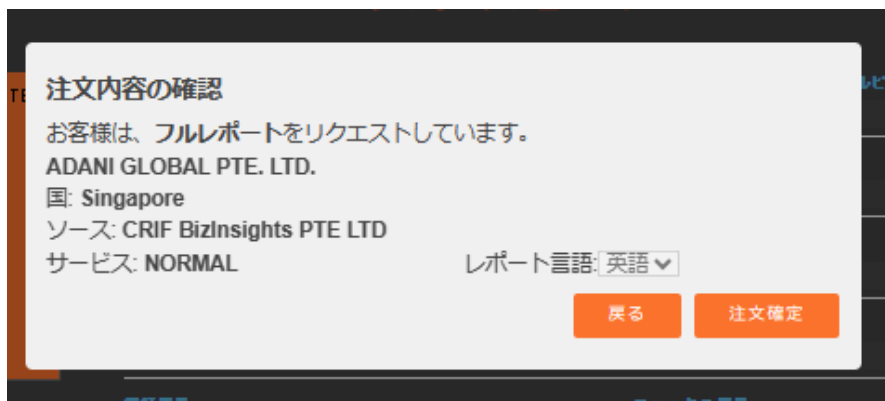 注文内容の確認
お客様は、フルレポートをリクエストしています。
ADANI GLOBAL PTE. LTD.
国: Singapore
ソース: CRIF BizInsights PTE LTD
サービス: NORMAL レポート言語: 英語
戻る 注文確定